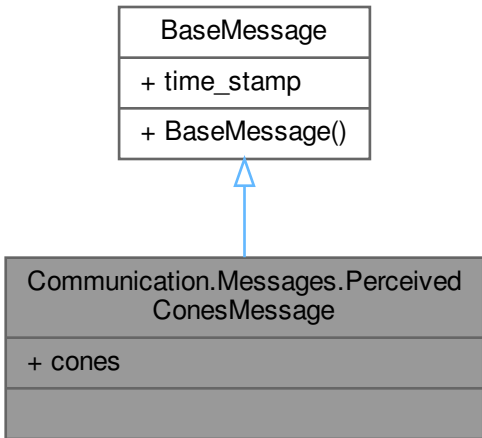 BaseMessage
+ time_stamp
+ BaseMessage()
Communication.Messages.Perceived
ConesMessage
+ cones